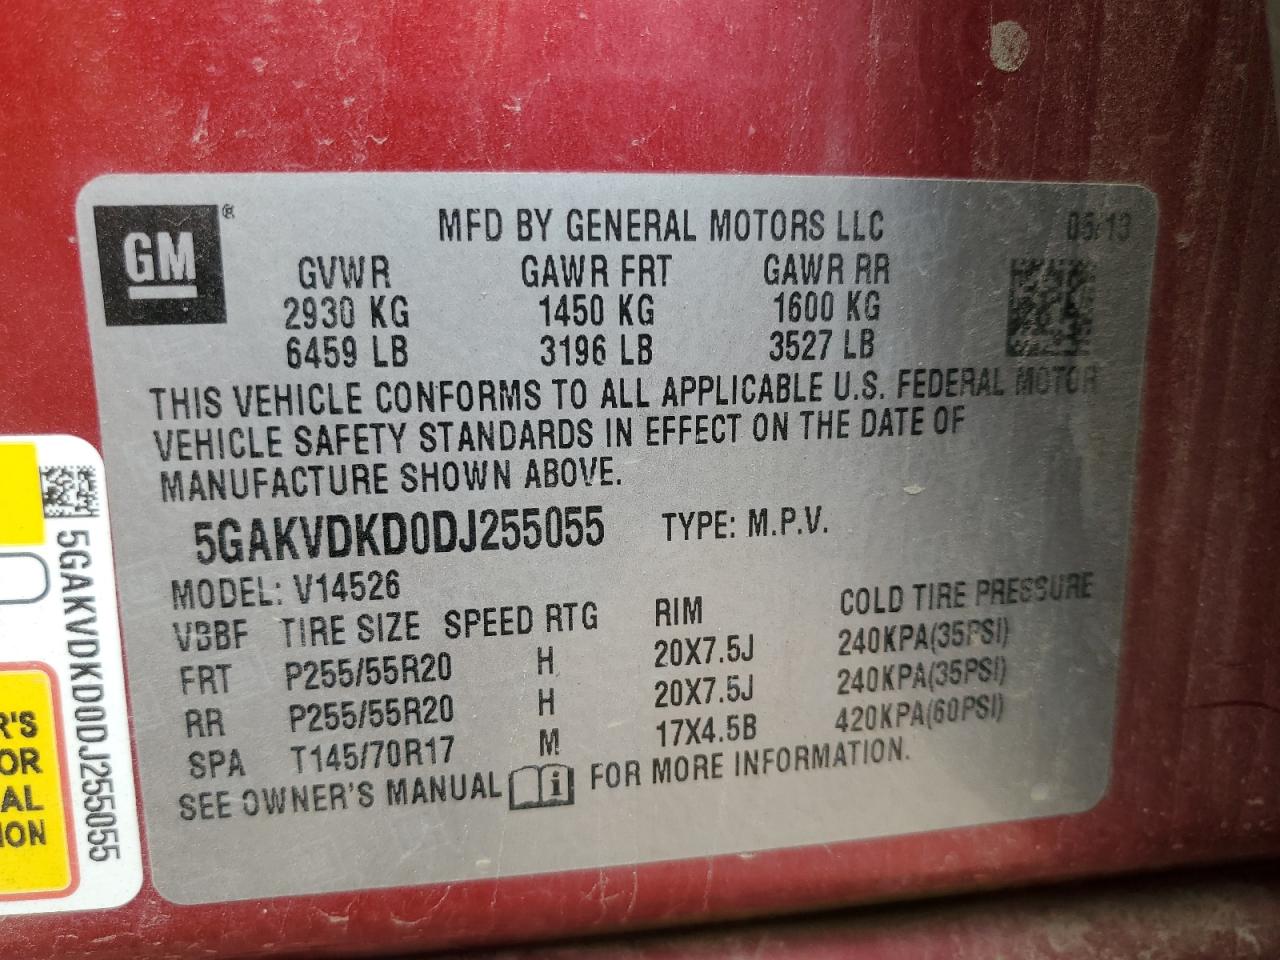 GM ®
MFD BY GENERAL MOTORS LLC 05/13
GVWR GAWR FRT GAWR RR
2930 KG 1450 KG 1600 KG
6459 LB 3196 LB 3527 LB
THIS VEHICLE CONFORMS TO ALL APPLICABLE U.S. FEDERAL MOTOR
VEHICLE SAFETY STANDARDS IN EFFECT ON THE DATE OF
MANUFACTURE SHOWN ABOVE.
5GAKVDKD0DJ255055 TYPE: M.P.V.
MODEL: V14526
VBBF TIRE SIZE SPEED RTG RIM COLD TIRE PRESSURE
FRT P255/55R20 H 20X7.5J 240KPA(35PSI)
RR P255/55R20 H 20X7.5J 240KPA(35PSI)
SPA T145/70R17 M 17X4.5B 420KPA(60PSI)
SEE OWNER'S MANUAL i FOR MORE INFORMATION.
5GAKVDKD0DJ255055
R'S
OR
AL
ION